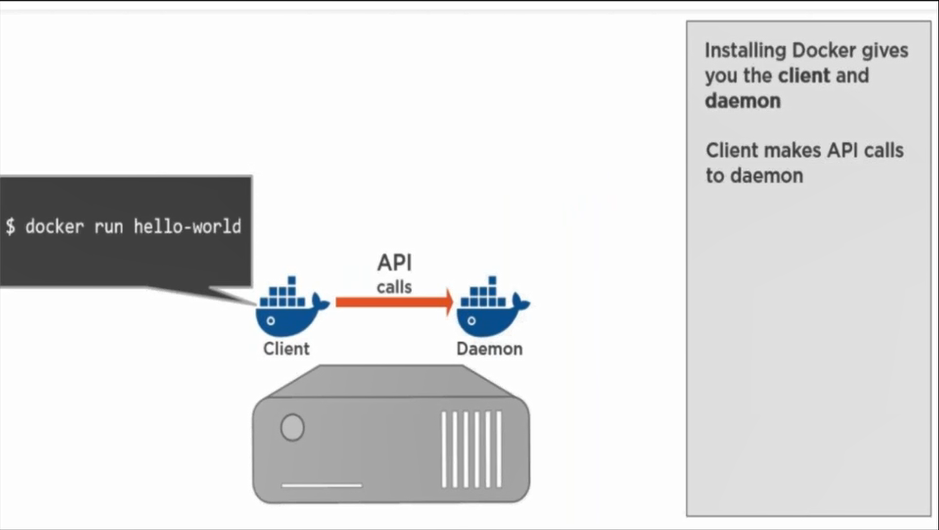 $ docker run hello-world
API
calls
Client
Daemon
Installing Docker gives
you the client and
daemon
Client makes API calls
to daemon